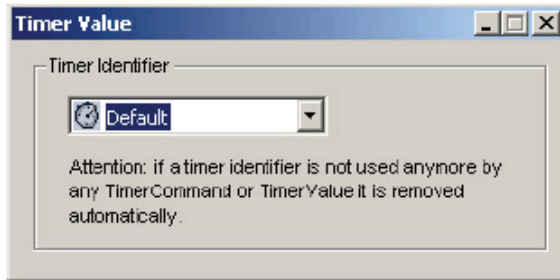 Timer Value
Timer Identifier
Default
Attention: if a timer identifier is not used anymore by
any TimerCommand or TimerValue it is removed
automatically.